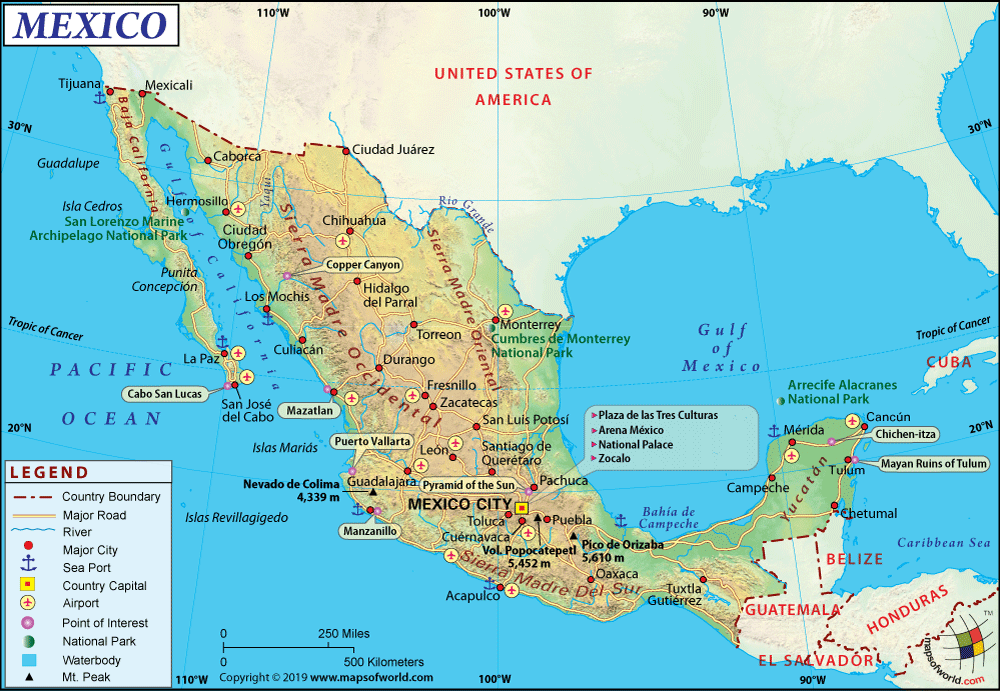 MEXICO
110°W
100°W
90°W
UNITED STATES OF
AMERICA
Tijuana
Mexicali
30°N
30°N
Baja California
Guadalupe
Caborca
Ciudad Juárez
Gulf of California
Isla Cedros
Hermosillo
Yaqui
Rio Grande
San Lorenzo Marine
Archipelago National Park
Ciudad
Obregón
Chihuahua
Sierra Madre Occidental
Sierra Madre Oriental
Copper Canyon
Punita
Concepción
Hidalgo
del Parral
Los Mochis
Monterrey
Cumbres de Monterrey
National Park
Torreon
Gulf
of
Mexico
Tropic of Cancer
Tropic of Cancer
Culiacán
La Paz
Durango
CUBA
PACIFIC
OCEAN
Cabo San Lucas
San José
del Cabo
Fresnillo
Zacatecas
Arrecife Alacranes
National Park
Mazatlan
San Luis Potosí
Plaza de las Tres Culturas
Arena México
National Palace
Zocalo
Cancún
Mérida
Chichen-itza
20°N
20°N
Puerto Vallarta
Islas Mariás
León
Santiago de
Querétaro
Tulum
Mayan Ruins of Tulum
Guadalajara
Pyramid of the Sun
Pachuca
Campeche
Yucatán
Nevado de Colima
4,339 m
MEXICO CITY
Chetumal
Islas Revillagigedo
Manzanillo
Toluca
Puebla
Bahía de
Campeche
Cuérnavaca
Vol. Popocatepetl
5,452 m
Pico de Orizaba
5,610 m
Caribbean Sea
BELIZE
Sierra Madre Del Sur
Oaxaca
Acapulco
Tuxtla
Gutiérrez
GUATEMALA
HONDURAS
EL SALVADOR
LEGEND
Country Boundary
Major Road
River
Major City
Sea Port
Country Capital
Airport
Point of Interest
National Park
Waterbody
Mt. Peak
0
250 Miles
0
500 Kilometers
Copyright © 2019 www.mapsofworld.com
110°W
100°W
90°W
mapsofworld.com